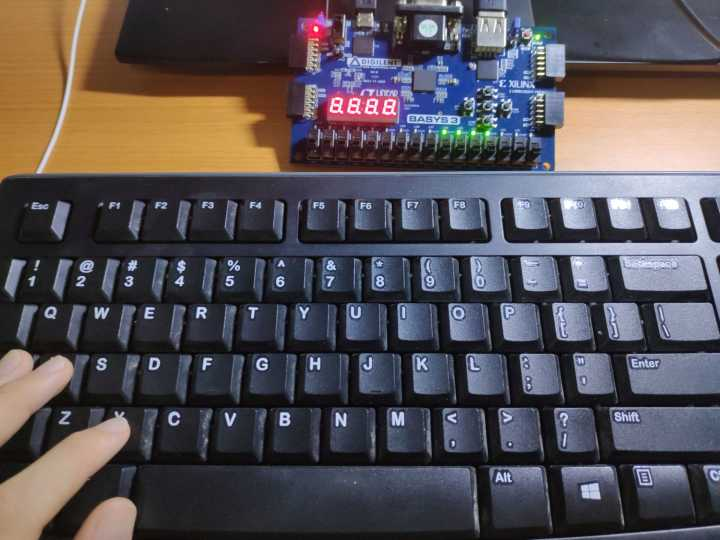 DIGILENT
XILINX
8.8.8.8.
BASYS 3
Esc F1 F2 F3 F4 F5 F6 F7 F8 F9
! @ # $ % ^ & * ( )
1 2 3 4 5 6 7 8 9 0
Backspace
Q W E R T Y U I O P { } |
[ ] \
S D F G H J K L : " Enter
; '
Z X C V B N M < > ? Shift
, . /
Alt